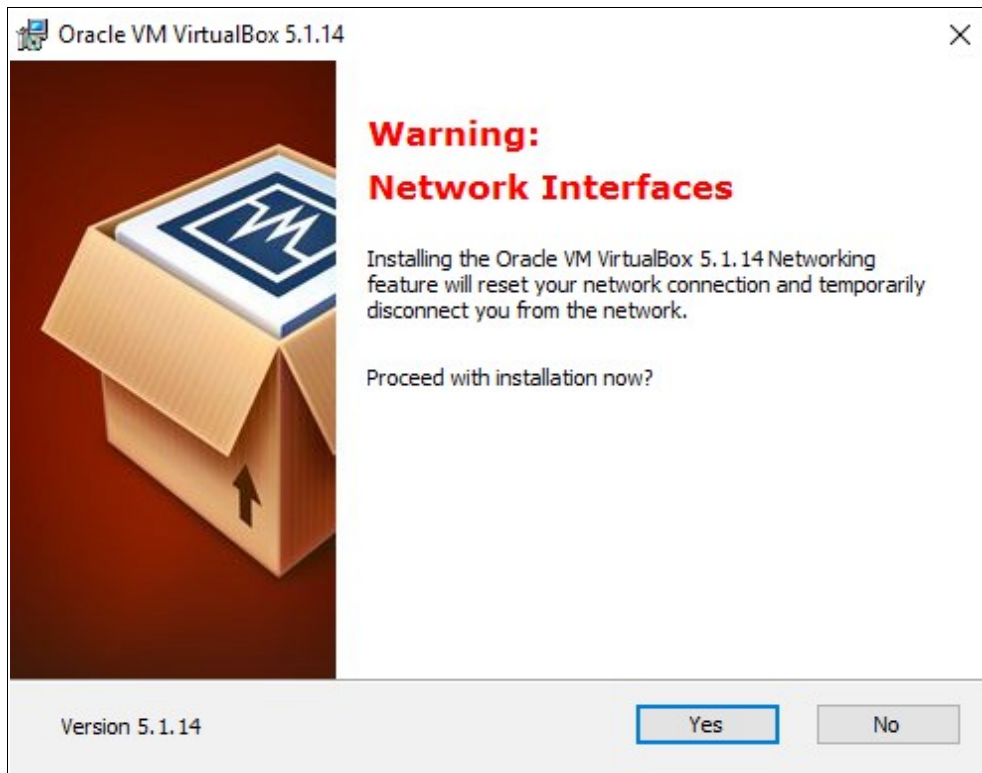 Oracle VM VirtualBox 5.1.14
Warning:
Network Interfaces
Installing the Oracle VM VirtualBox 5.1.14 Networking
feature will reset your network connection and temporarily
disconnect you from the network.
Proceed with installation now?
Version 5.1.14
Yes
No